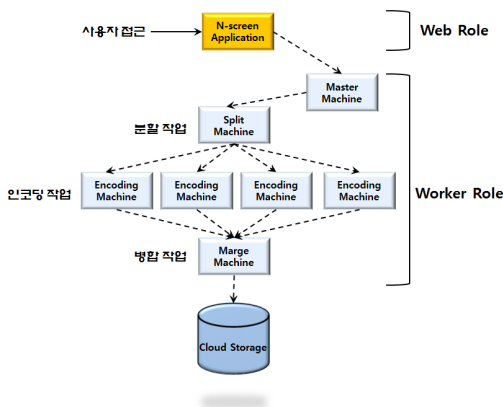 사용자 접근
N-screen
Application
Web Role
Master
Machine
분할 작업
Split
Machine
인코딩 작업
Encoding
Machine
Encoding
Machine
Encoding
Machine
Encoding
Machine
Worker Role
병합 작업
Marge
Machine
Cloud Storage